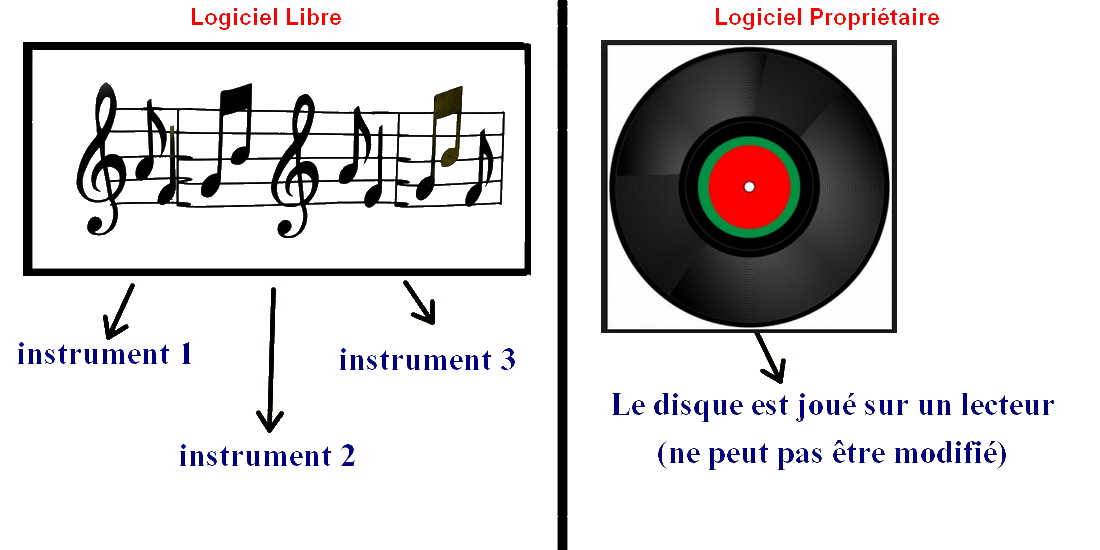 Logiciel Libre
instrument 1
instrument 2
instrument 3
Logiciel Propriétaire
Le disque est joué sur un lecteur
(ne peut pas être modifié)